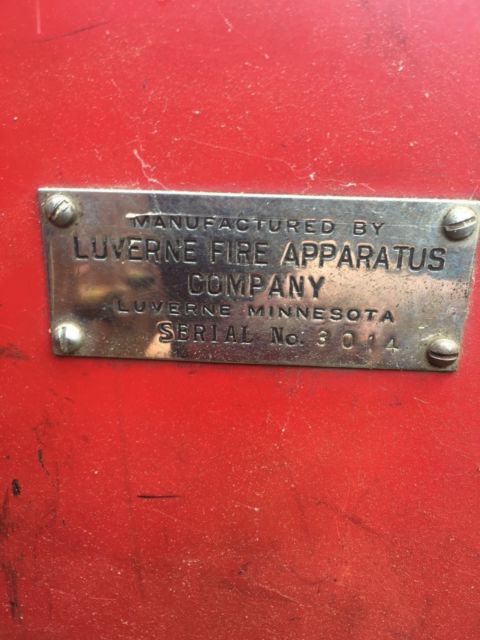 MANUFACTURED BY
LUVERNE FIRE APPARATUS
COMPANY
LUVERNE MINNESOTA
SERIAL No. 3014